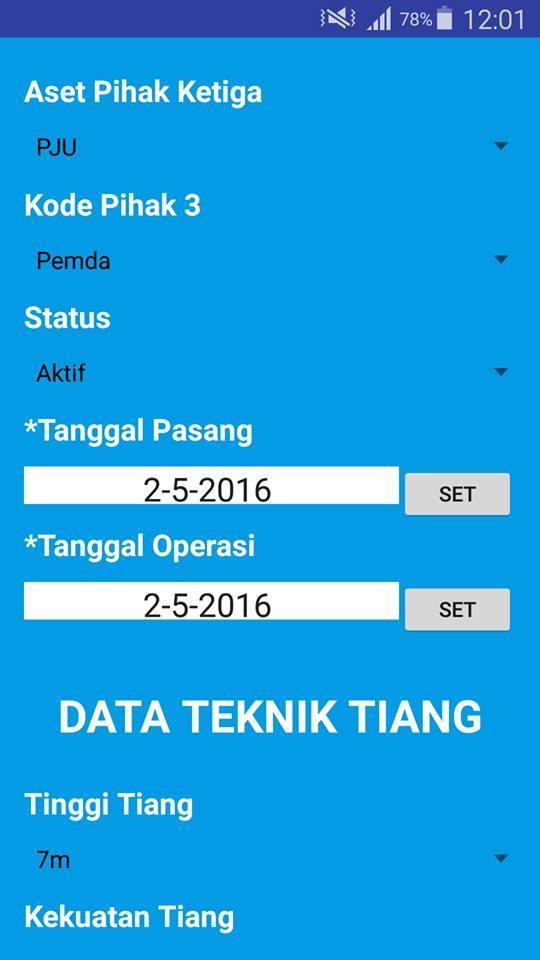 78% 12:01
Aset Pihak Ketiga
PJU
Kode Pihak 3
Pemda
Status
Aktif
*Tanggal Pasang
2-5-2016 SET
*Tanggal Operasi
2-5-2016 SET
DATA TEKNIK TIANG
Tinggi Tiang
7m
Kekuatan Tiang